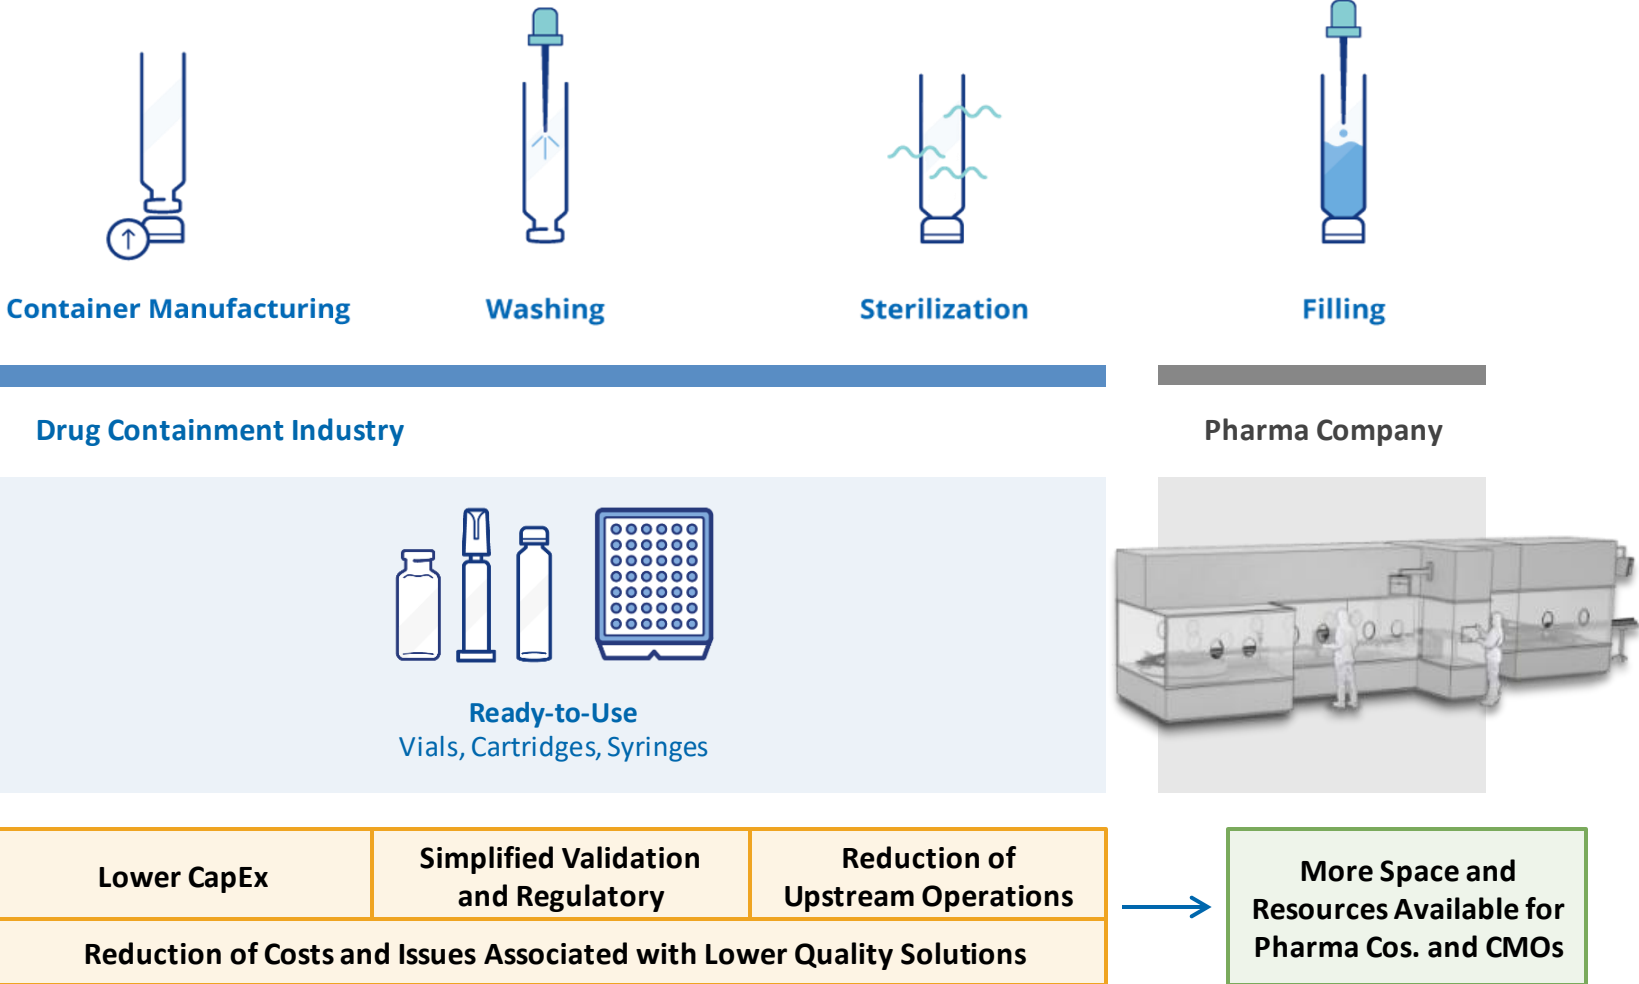 Container Manufacturing
Washing
Sterilization
Filling
Drug Containment Industry
Pharma Company
Ready-to-Use
Vials, Cartridges, Syringes
Lower CapEx
Simplified Validation
and Regulatory
Reduction of
Upstream Operations
Reduction of Costs and Issues Associated with Lower Quality Solutions
More Space and
Resources Available for
Pharma Cos. and CMOs